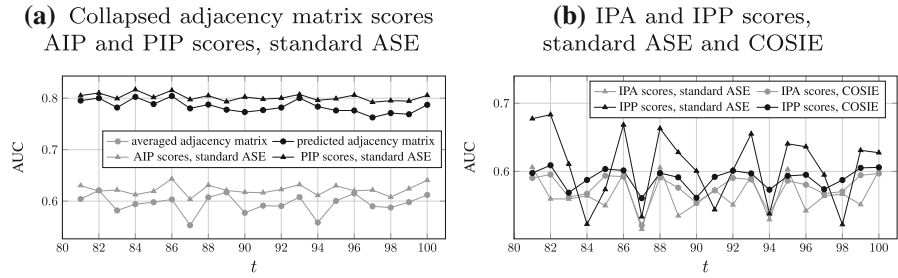 (a) Collapsed adjacency matrix scores
AIP and PIP scores, standard ASE
0.8
0.7
0.6
AUC
averaged adjacency matrix
predicted adjacency matrix
AIP scores, standard ASE
PIP scores, standard ASE
80 82 84 86 88 90 92 94 96 98 100
t
(b) IPA and IPP scores,
standard ASE and COSIE
0.7
0.6
AUC
IPA scores, standard ASE
IPA scores, COSIE
IPP scores, standard ASE
IPP scores, COSIE
80 82 84 86 88 90 92 94 96 98 100
t